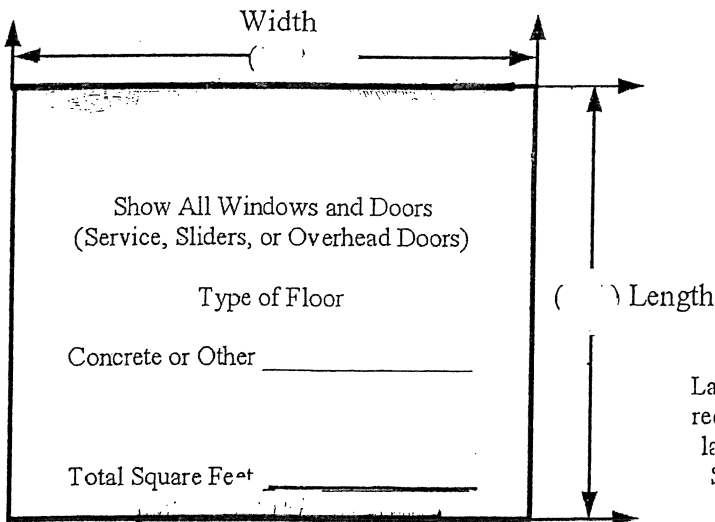 Width
( )
Show All Windows and Doors
(Service, Sliders, or Overhead Doors)
Type of Floor
( ) Length
Concrete or Other
Total Square Feet